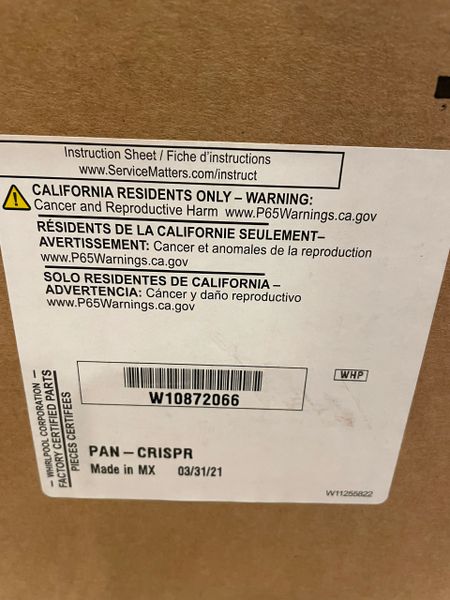 Instruction Sheet / Fiche d'instructions
www.ServiceMatters.com/instruct
CALIFORNIA RESIDENTS ONLY – WARNING:
Cancer and Reproductive Harm www.P65Warnings.ca.gov
RÉSIDENTS DE LA CALIFORNIE SEULEMENT–
AVERTISSEMENT: Cancer et anomales de la reproduction
www.P65Warnings.ca.gov
SOLO RESIDENTES DE CALIFORNIA –
ADVERTENCIA: Cáncer y daño reproductivo
www.P65Warnings.ca.gov
– WHIRLPOOL CORPORATION –
FACTORY CERTIFIED PARTS
PIECES CERTIFEES
W10872066
WHP
PAN-CRISPR
Made in MX 03/31/21
W11255822